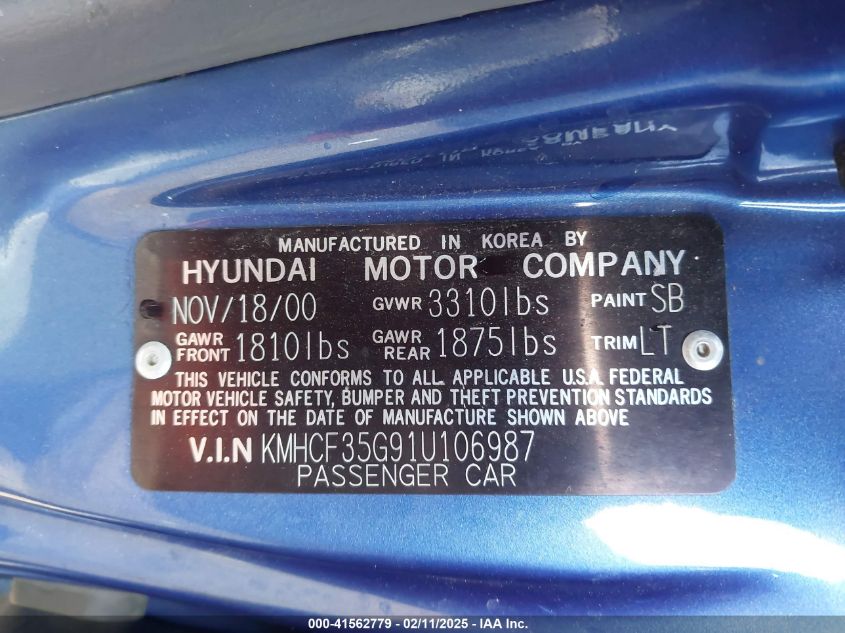 MANUFACTURED IN KOREA BY
HYUNDAI MOTOR COMPANY
NOV/18/00 GVWR 3310lbs PAINT SB
GAWR FRONT 1810lbs GAWR REAR 1875lbs TRIM LT
THIS VEHICLE CONFORMS TO ALL APPLICABLE U.S.A. FEDERAL
MOTOR VEHICLE SAFETY, BUMPER AND THEFT PREVENTION STANDARDS
IN EFFECT ON THE DATE OF MANUFACTURE SHOWN ABOVE
V.I.N KMHCF35G91U106987
PASSENGER CAR
000-41562779 - 02/11/2025 - IAA Inc.